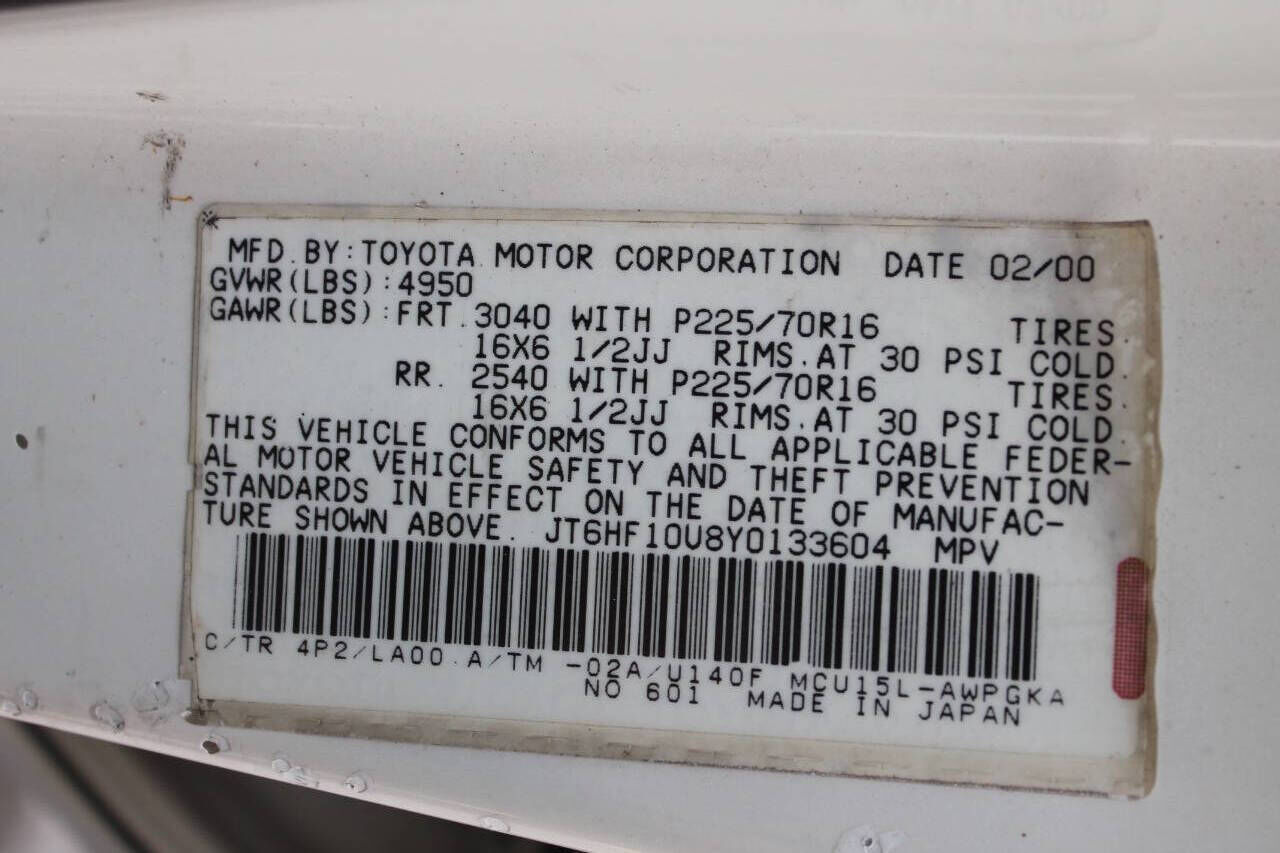 MFD. BY: TOYOTA MOTOR CORPORATION DATE 02/00
GVWR(LBS):4950
GAWR(LBS):FRT. 3040 WITH P225/70R16 TIRES.
16X6 1/2JJ RIMS. AT 30 PSI COLD.
RR. 2540 WITH P225/70R16 TIRES.
16X6 1/2JJ RIMS. AT 30 PSI COLD.
THIS VEHICLE CONFORMS TO ALL APPLICABLE FEDER-
AL MOTOR VEHICLE SAFETY AND THEFT PREVENTION
STANDARDS IN EFFECT ON THE DATE OF MANUFAC-
TURE SHOWN ABOVE. JT6HF10U8Y0133604 MPV
C/TR 4P2/LA00 A/TM -02A/U140F MCU15L-AWPGKA
NO 601 MADE IN JAPAN